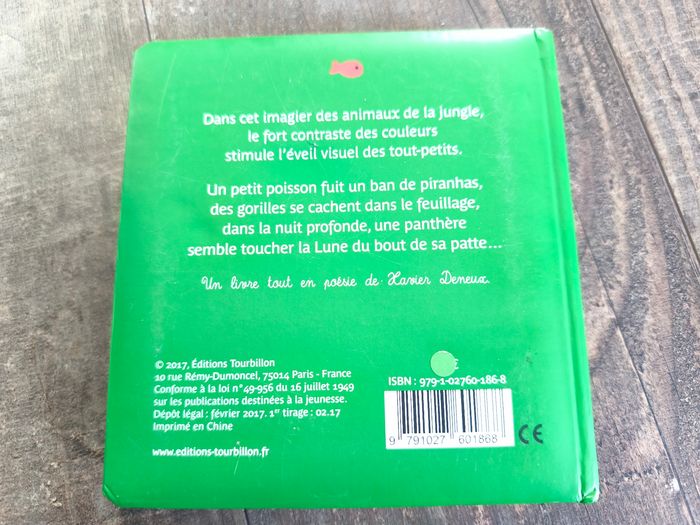 Dans cet imagier des animaux de la jungle,
le fort contraste des couleurs
stimule l'éveil visuel des tout-petits.
Un petit poisson fuit un ban de piranhas,
des gorilles se cachent dans le feuillage,
dans la nuit profonde, une panthère
semble toucher la Lune du bout de sa patte...
Un livre tout en poésie de Xavier Deneux.
© 2017, Éditions Tourbillon
10 rue Rémy-Dumoncel, 75014 Paris - France
Conforme à la loi n°49-956 du 16 juillet 1949
sur les publications destinées à la jeunesse.
Dépôt légal : février 2017. 1er tirage : 02.17
Imprimé en Chine
www.editions-tourbillon.fr
€
ISBN : 979-1-02760-186-8
9 791027 601868
CE